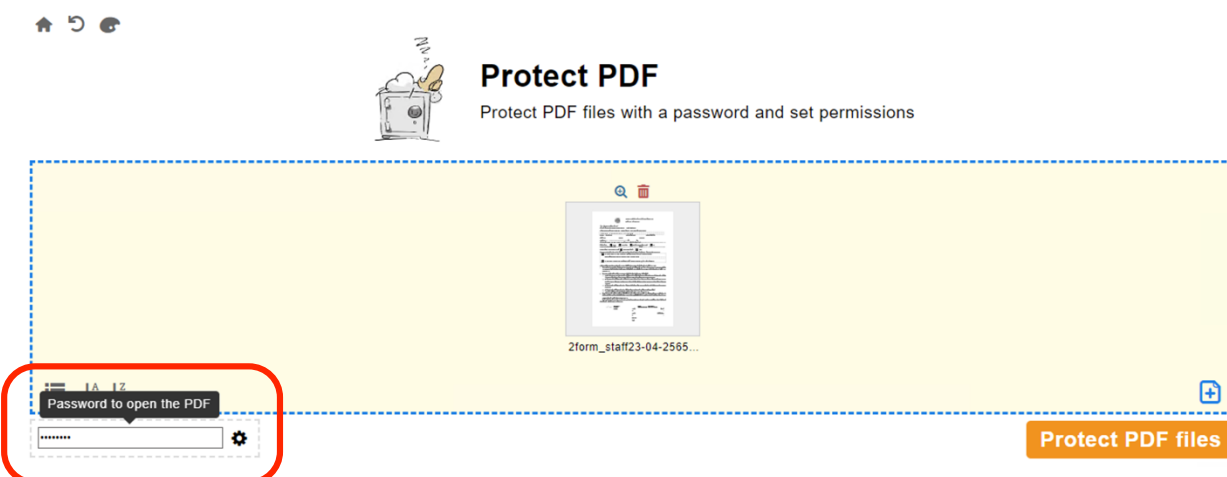 Protect PDF
Protect PDF files with a password and set permissions
2form_staff23-04-2565...
A Z
Password to open the PDF
••••••••
Protect PDF files